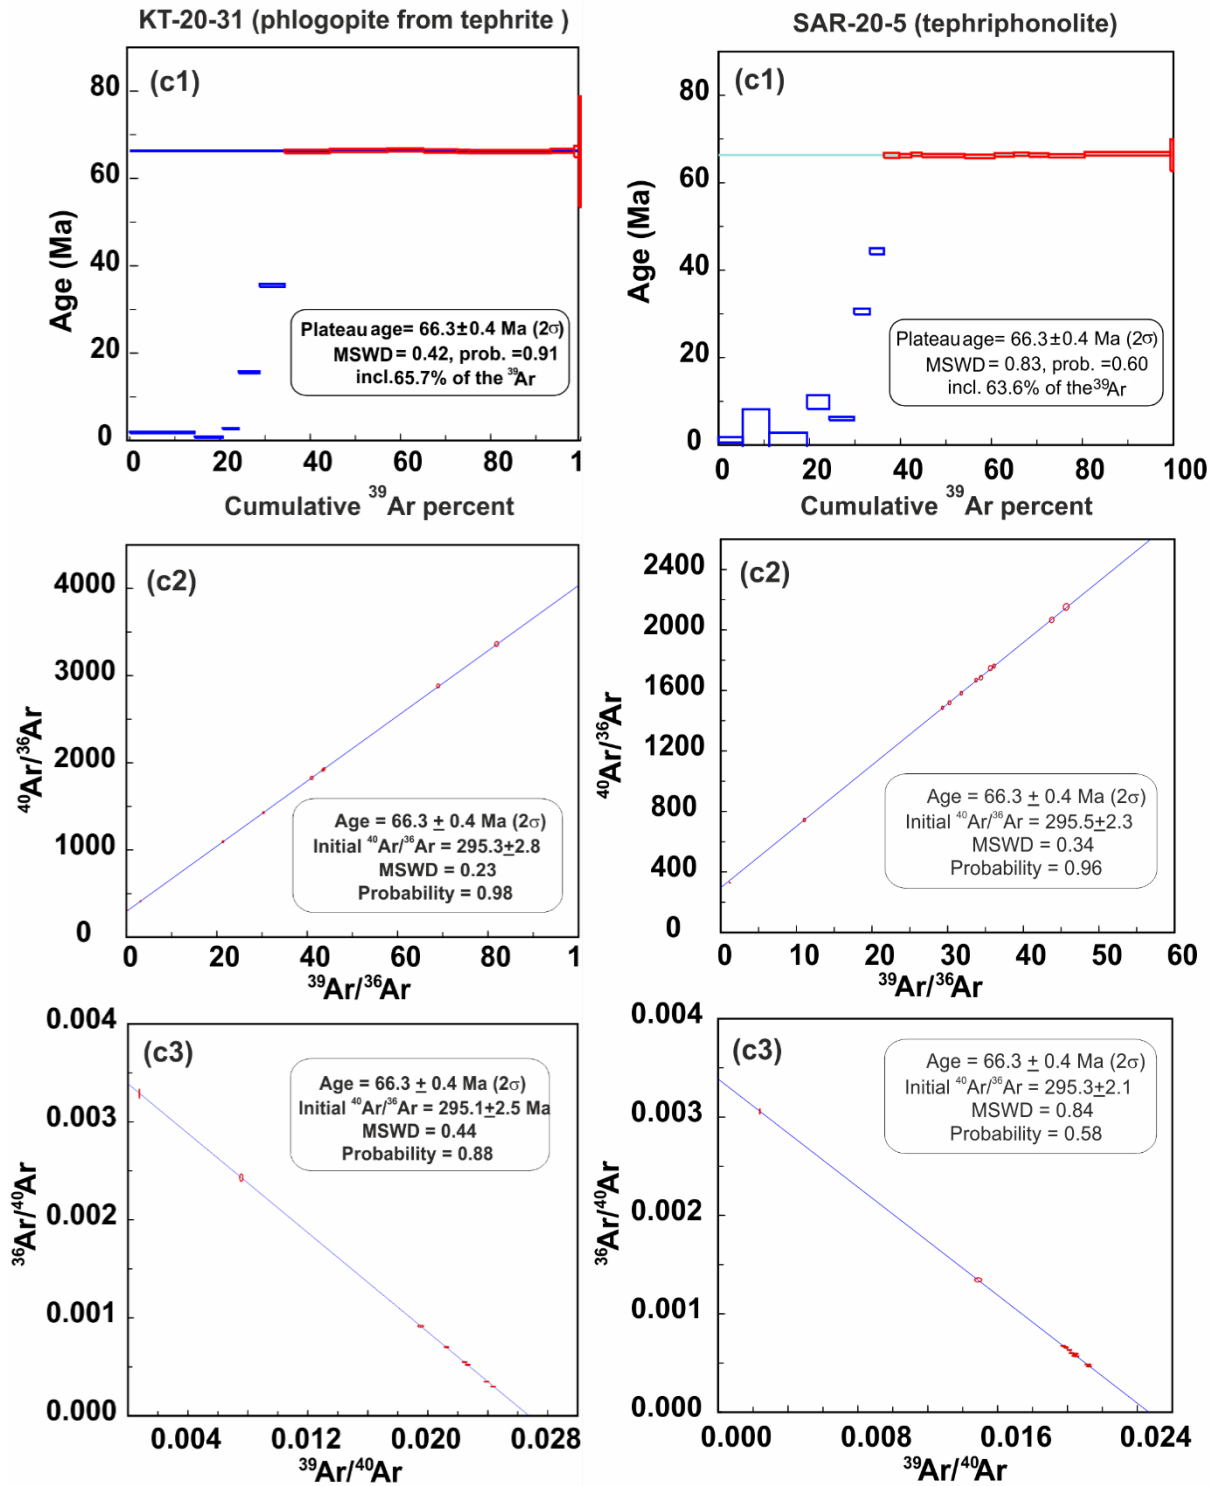 KT-20-31 (phlogopite from tephrite )
(c1)
80
60
40
20
0
Age (Ma)
Plateau age= 66.3±0.4 Ma (2σ)
MSWD = 0.42, prob. =0.91
incl.65.7% of the ³⁹Ar
0 20 40 60 80 1
Cumulative ³⁹Ar percent
SAR-20-5 (tephriphonolite)
(c1)
80
60
40
20
0
Age (Ma)
Plateau age= 66.3±0.4 Ma (2σ)
MSWD = 0.83, prob. =0.60
incl. 63.6% of the ³⁹Ar
0 20 40 60 80 100
Cumulative ³⁹Ar percent
(c2)
4000
3000
2000
1000
0
⁴⁰Ar/³⁶Ar
Age = 66.3 ± 0.4 Ma (2σ)
Initial ⁴⁰Ar/³⁶Ar = 295.3±2.8
MSWD = 0.23
Probability = 0.98
0 20 40 60 80 1
³⁹Ar/³⁶Ar
(c2)
2400
2000
1600
1200
800
400
0
⁴⁰Ar/³⁶Ar
Age = 66.3 ± 0.4 Ma (2σ)
Initial ⁴⁰Ar/³⁶Ar = 295.5±2.3
MSWD = 0.34
Probability = 0.96
0 10 20 30 40 50 60
³⁹Ar/³⁶Ar
(c3)
0.004
0.003
0.002
0.001
0.000
³⁶Ar/⁴⁰Ar
Age = 66.3 ± 0.4 Ma (2σ)
Initial ⁴⁰Ar/³⁶Ar = 295.1±2.5 Ma
MSWD = 0.44
Probability = 0.88
0.004 0.012 0.020 0.028
³⁹Ar/⁴⁰Ar
(c3)
0.004
0.003
0.002
0.001
0.000
³⁶Ar/⁴⁰Ar
Age = 66.3 ± 0.4 Ma (2σ)
Initial ⁴⁰Ar/³⁶Ar = 295.3±2.1
MSWD = 0.84
Probability = 0.58
0.000 0.008 0.016 0.024
³⁹Ar/⁴⁰Ar